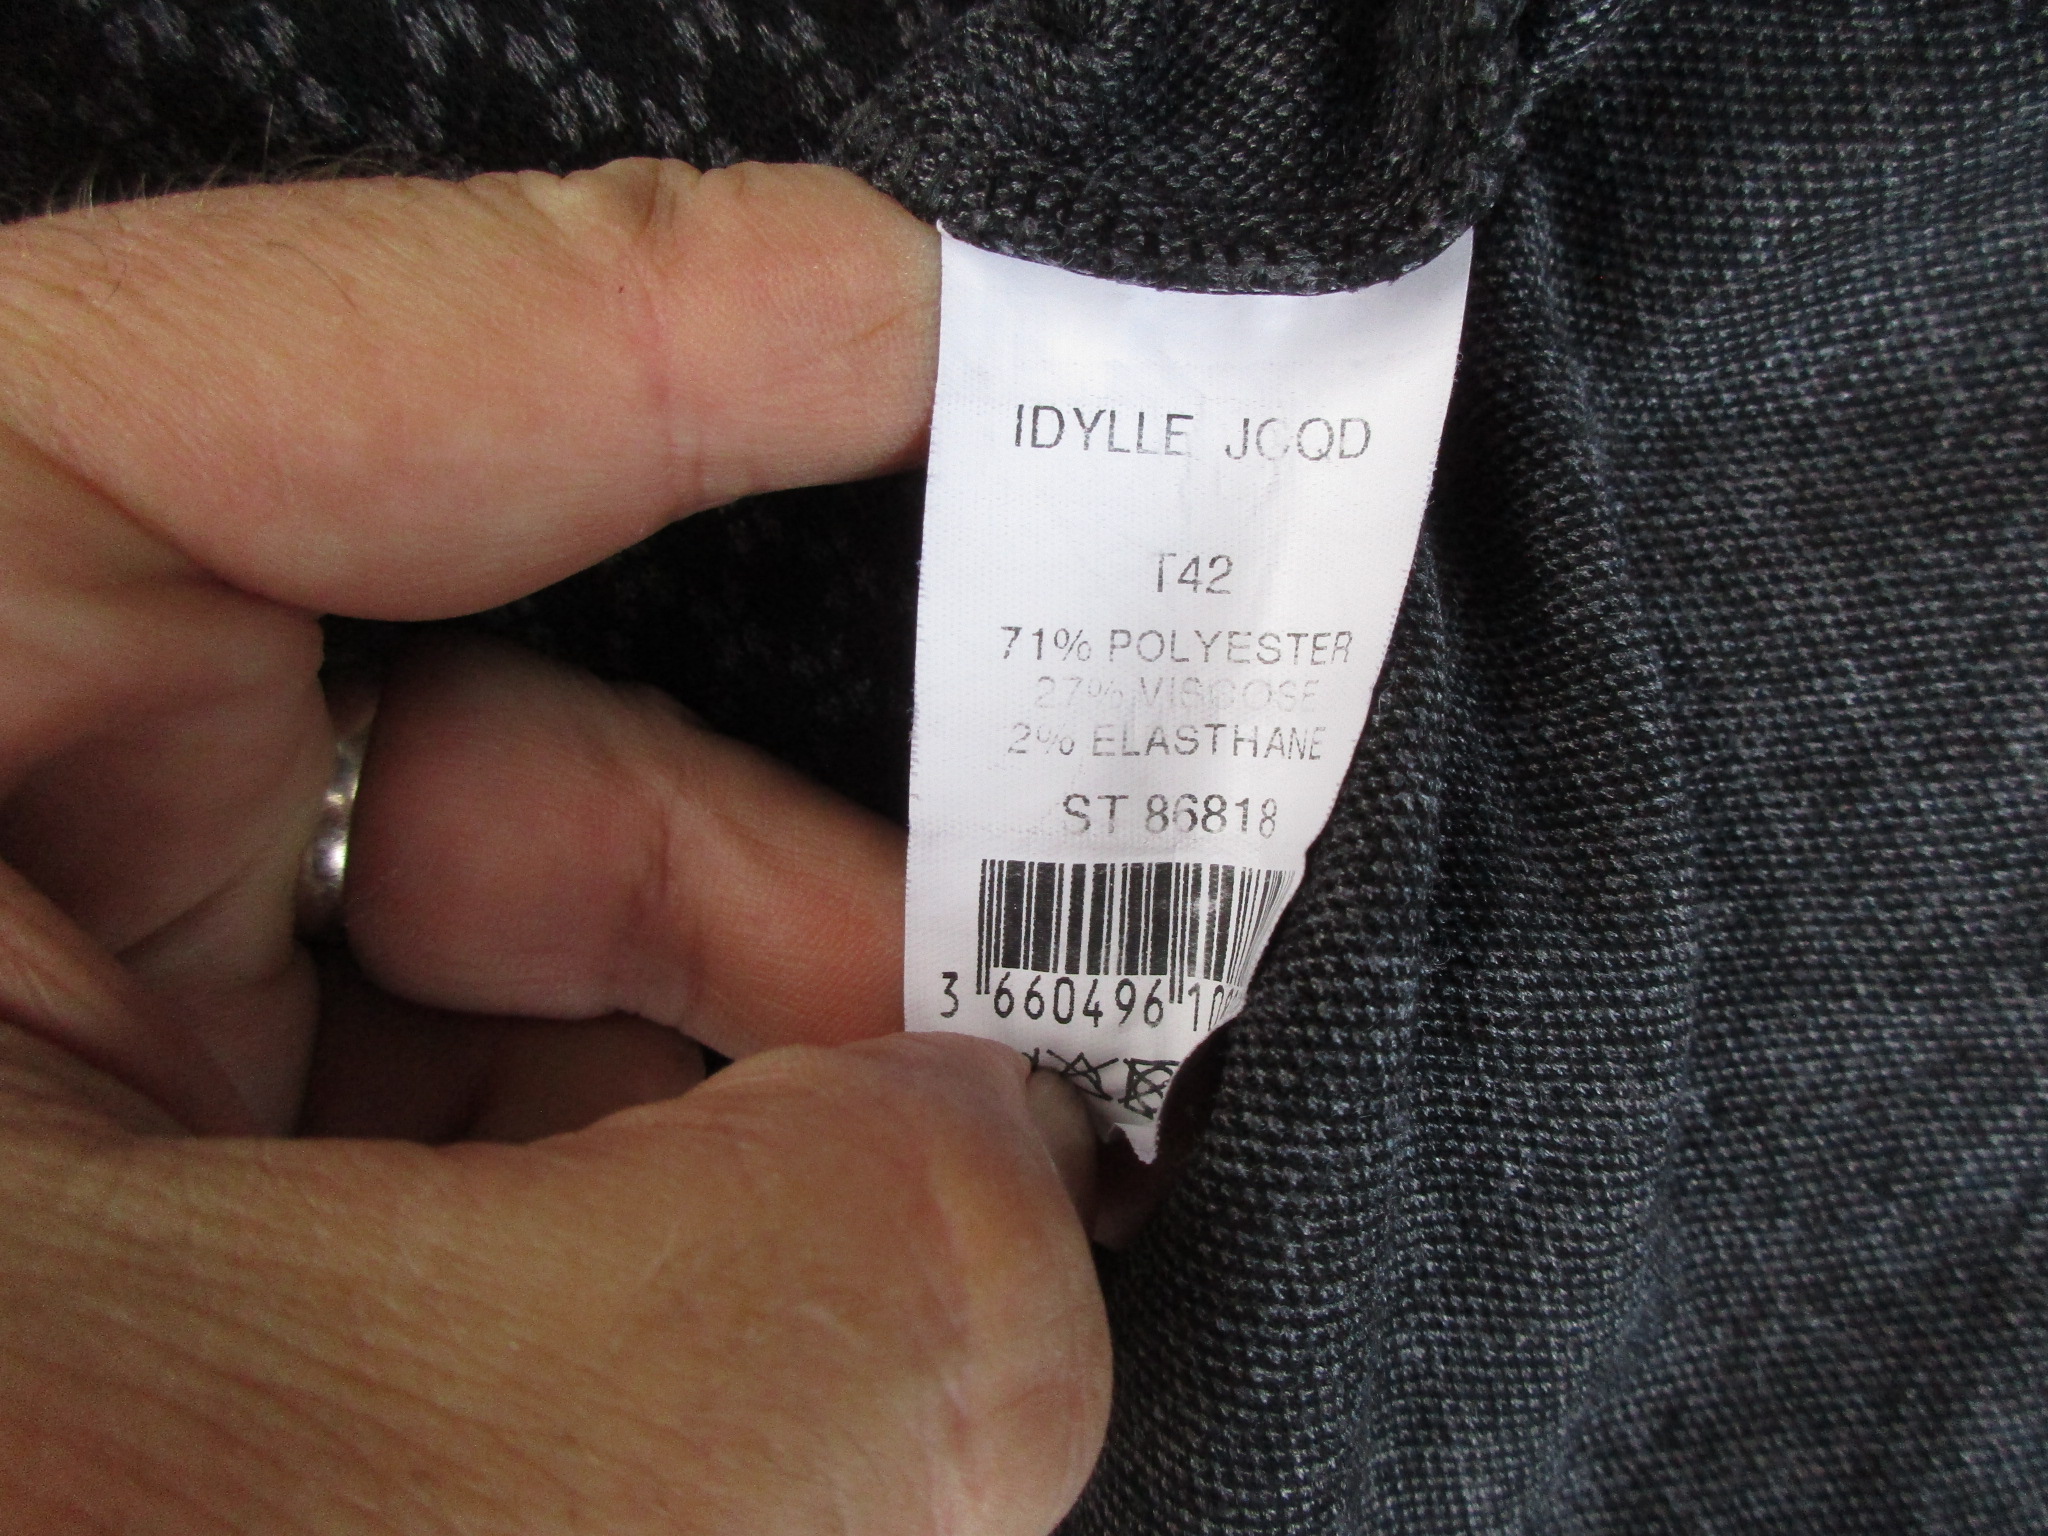 IDYLLE JCQD
T42
71% POLYESTER
27% VISCOSE
2% ELASTHANE
ST 86818
3 660496 10